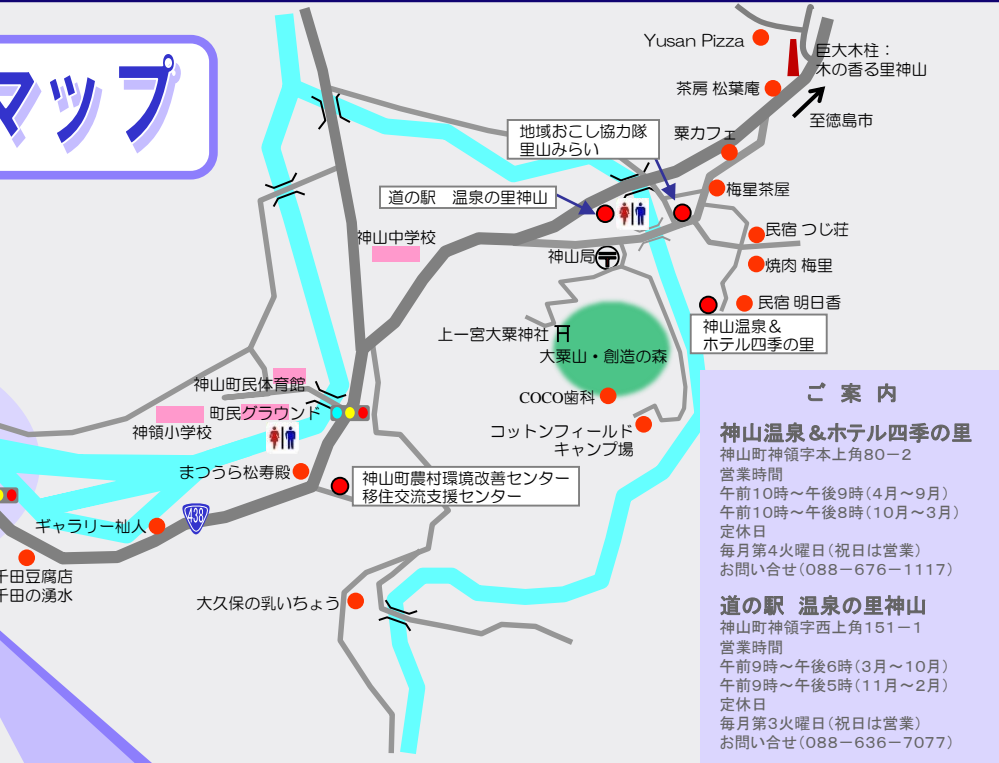 マップ
Yusan Pizza
巨大木柱：
木の香る里神山
茶房 松葉庵
至徳島市
地域おこし協力隊
里山みらい
粟カフェ
道の駅　温泉の里神山
梅星茶屋
神山中学校
民宿 つじ荘
神山局
焼肉 梅里
民宿 明日香
神山温泉＆
ホテル四季の里
上一宮大粟神社
大粟山・創造の森
神山町民体育館
COCO歯科
町民グラウンド
神領小学校
コットンフィールド
キャンプ場
まつうら松寿殿
神山町農村環境改善センター
移住交流支援センター
438
ギャラリー杣人
千田豆腐店
千田の湧水
大久保の乳いちょう
ご 案 内
神山温泉＆ホテル四季の里
神山町神領字本上角80－2
営業時間
午前10時～午後9時(4月～9月)
午前10時～午後8時(10月～3月)
定休日
毎月第4火曜日(祝日は営業)
お問い合せ(088－676－1117)
道の駅 温泉の里神山
神山町神領字西上角151－1
営業時間
午前9時～午後6時(3月～10月)
午前9時～午後5時(11月～2月)
定休日
毎月第3火曜日(祝日は営業)
お問い合せ(088－636－7077)